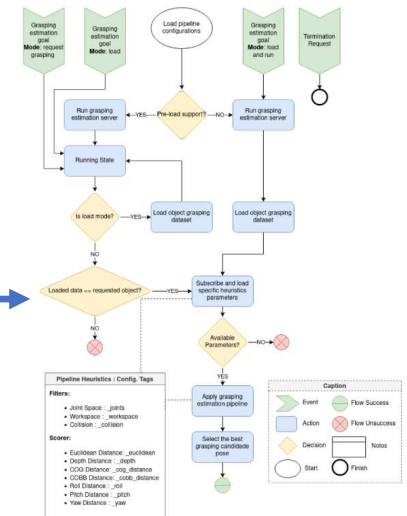 Grasping
estimation
goal
Mode: request
grasping
Grasping
estimation
goal
Mode: load
Load pipeline
configurations
Grasping
estimation
goal
Mode: load
and run
Termination
Request
Run grasping
estimation server
YES
Pre-load support?
NO
Run grasping
estimation server
Running State
Is load mode?
YES
Load object grasping
dataset
Load object grasping
dataset
NO
Loaded data == requested object?
YES
Subscribe and load
specific heuristics
parameters
NO
Available
Parameters?
NO
YES
Pipeline Heuristics : Config. Tags
Filters:
• Joint Space : _joints
• Workspace : _workspace
• Collision : _collision
Scorer:
• Euclidean Distance: _euclidean
• Depth Distance : _depth
• COG Distance : _cog_distance
• COBB Distance: _cobb_distance
• Roll Distance : _roll
• Pitch Distance : _pitch
• Yaw Distance : _yaw
Apply grasping
estimation pipeline
Select the best
grasping candidade
pose
Caption
Event
Flow Success
Action
Flow Unsuccess
Decision
Notes
Start
Finish